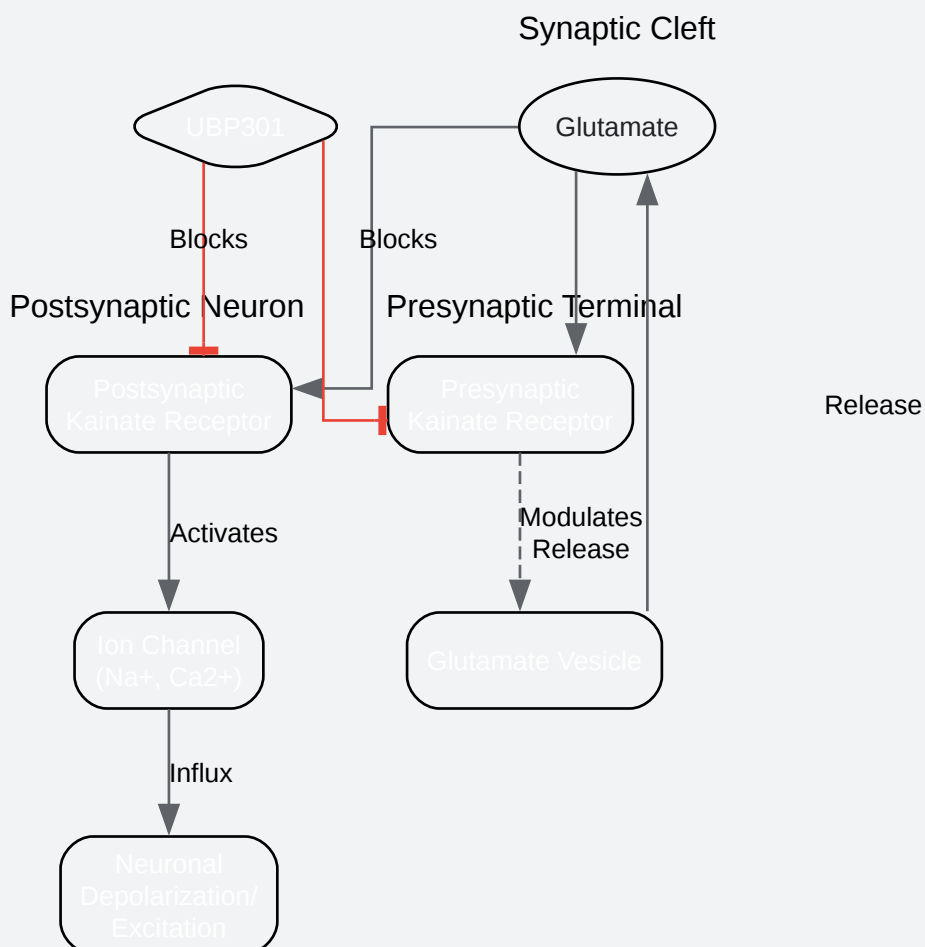 Synaptic Cleft
UBP301
Glutamate
Blocks
Blocks
Postsynaptic Neuron
Presynaptic Terminal
Postsynaptic
Kainate Receptor
Presynaptic
Kainate Receptor
Release
Activates
Modulates
Release
Ion Channel
(Na+, Ca2+)
Glutamate Vesicle
Influx
Neuronal
Depolarization/
Excitation